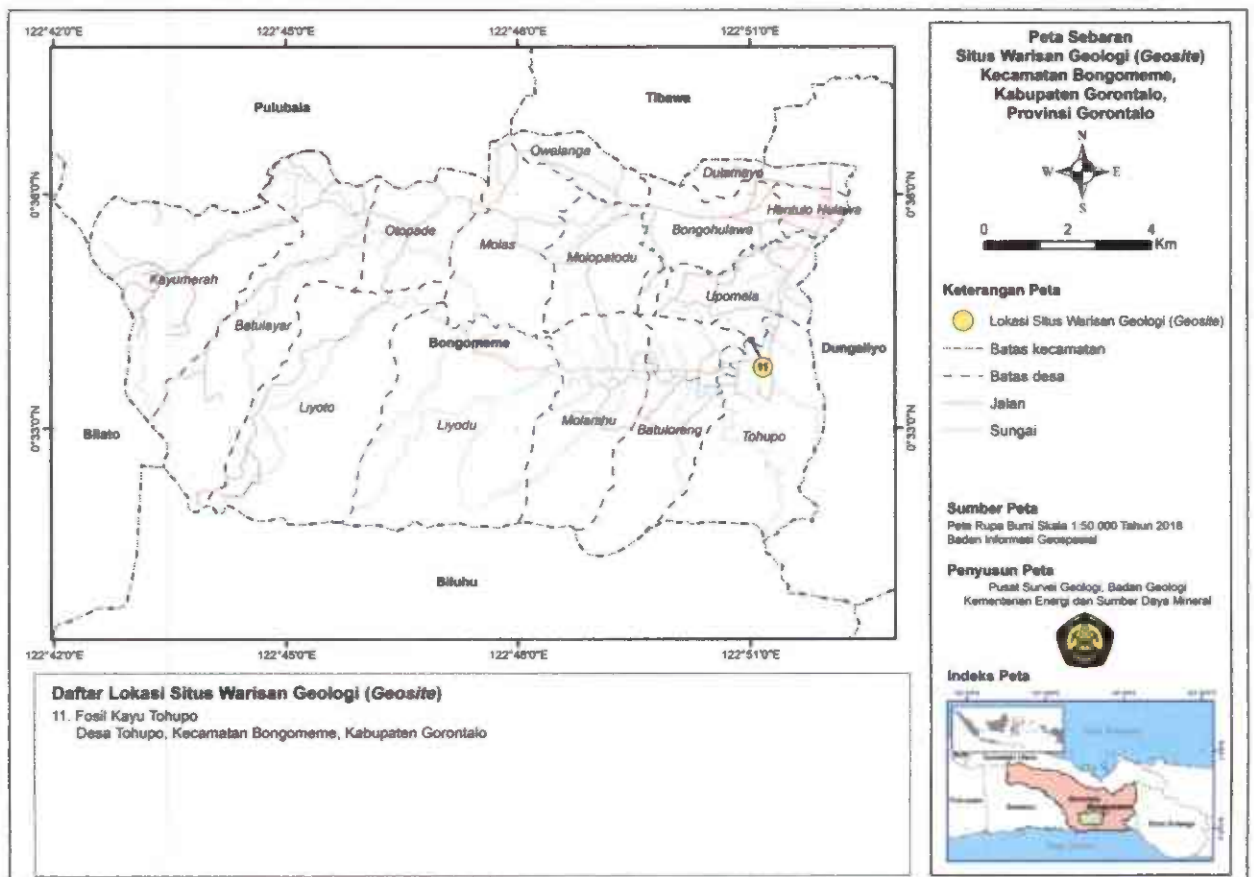 Peta Sebaran
Situs Warisan Geologi (Geosite)
Kecamatan Bongomeme,
Kabupaten Gorontalo,
Provinsi Gorontalo
N
W E
S
0 2 4
Km
Keterangan Peta
Lokasi Situs Warisan Geologi (Geosite)
Batas kecamatan
Batas desa
Jalan
Sungai
Sumber Peta
Peta Rupa Bumi Skala 1:50.000 Tahun 2018
Badan Informasi Geospasial
Penyusun Peta
Pusat Survei Geologi, Badan Geologi
Kementerian Energi dan Sumber Daya Mineral
Indeks Peta
122°42'0"E 122°45'0"E 122°48'0"E 122°51'0"E
0°36'0"N 0°36'0"N
0°33'0"N 0°33'0"N
Pulubala
Tibawa
Owalanga
Dulamayo
Huntulo Hulawa
Otopade
Molas
Molopatodu
Bongohulawa
Kayumerah
Upomela
Batulayar
Bongomeme
Dungaliyo
11
Liyoto
Liyodu
Molanihu
Batuloreng
Tohupo
Bilato
Biluhu
122°42'0"E 122°45'0"E 122°48'0"E 122°51'0"E
Daftar Lokasi Situs Warisan Geologi (Geosite)
11. Fosil Kayu Tohupo
Desa Tohupo, Kecamatan Bongomeme, Kabupaten Gorontalo